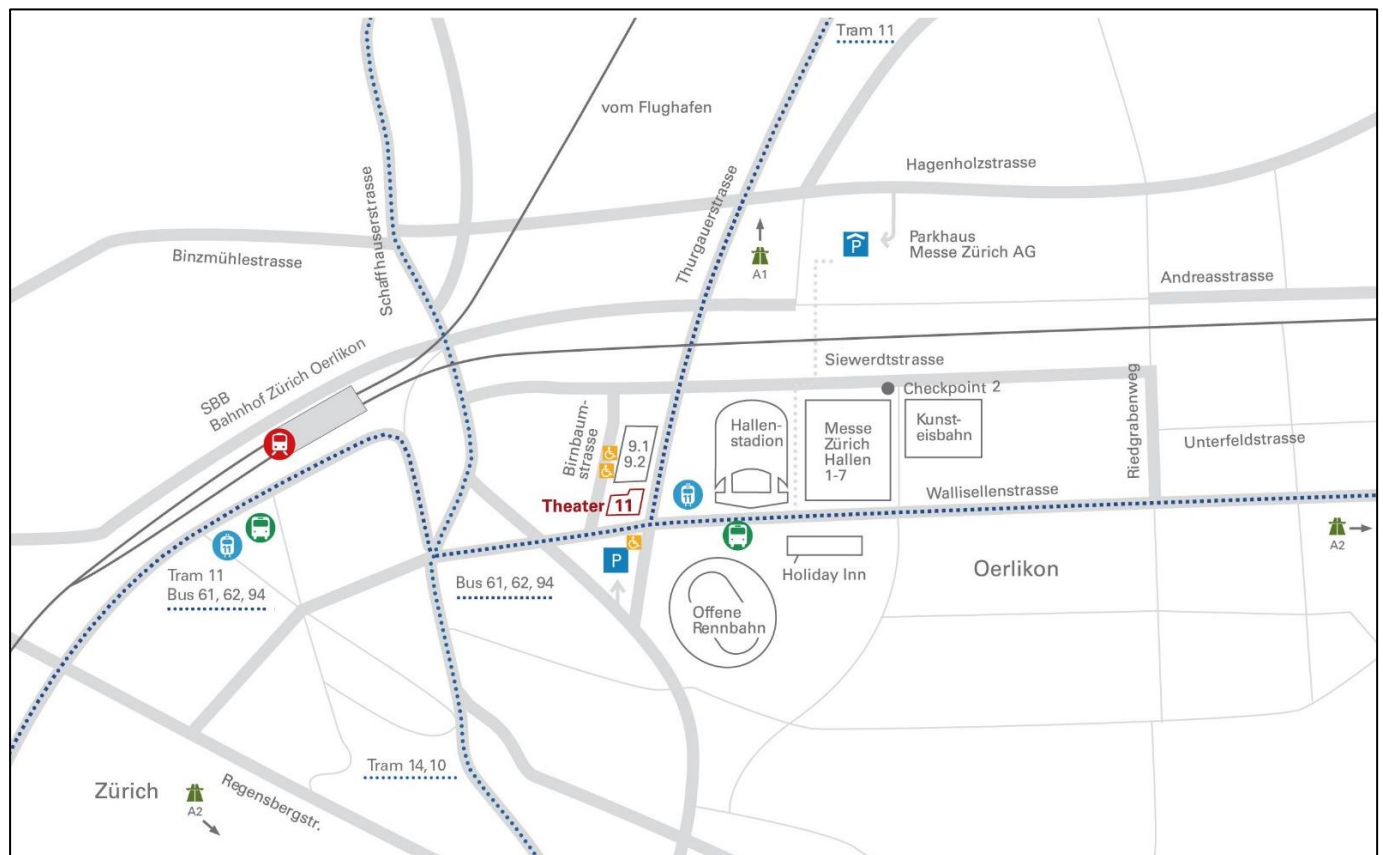 Tram 11
vom Flughafen
Hagenholzstrasse
Schaffhauserstrasse
Thurgauerstrasse
Binzmühlestrasse
P
Parkhaus
Messe Zürich AG
A1
Andreasstrasse
SBB
Bahnhof Zürich Oerlikon
Siewerdtstrasse
Checkpoint 2
Riedgrabenweg
Birnbaum-
strasse
9.1
9.2
Hallen-
stadion
Messe
Zürich
Hallen
1-7
Kunst-
eisbahn
Unterfeldstrasse
Theater 11
11
Wallisellenstrasse
A2
11
Tram 11
Bus 61, 62, 94
Bus 61, 62, 94
P
Holiday Inn
Oerlikon
Offene
Rennbahn
Tram 14, 10
Zürich
A2
Regensbergstr.